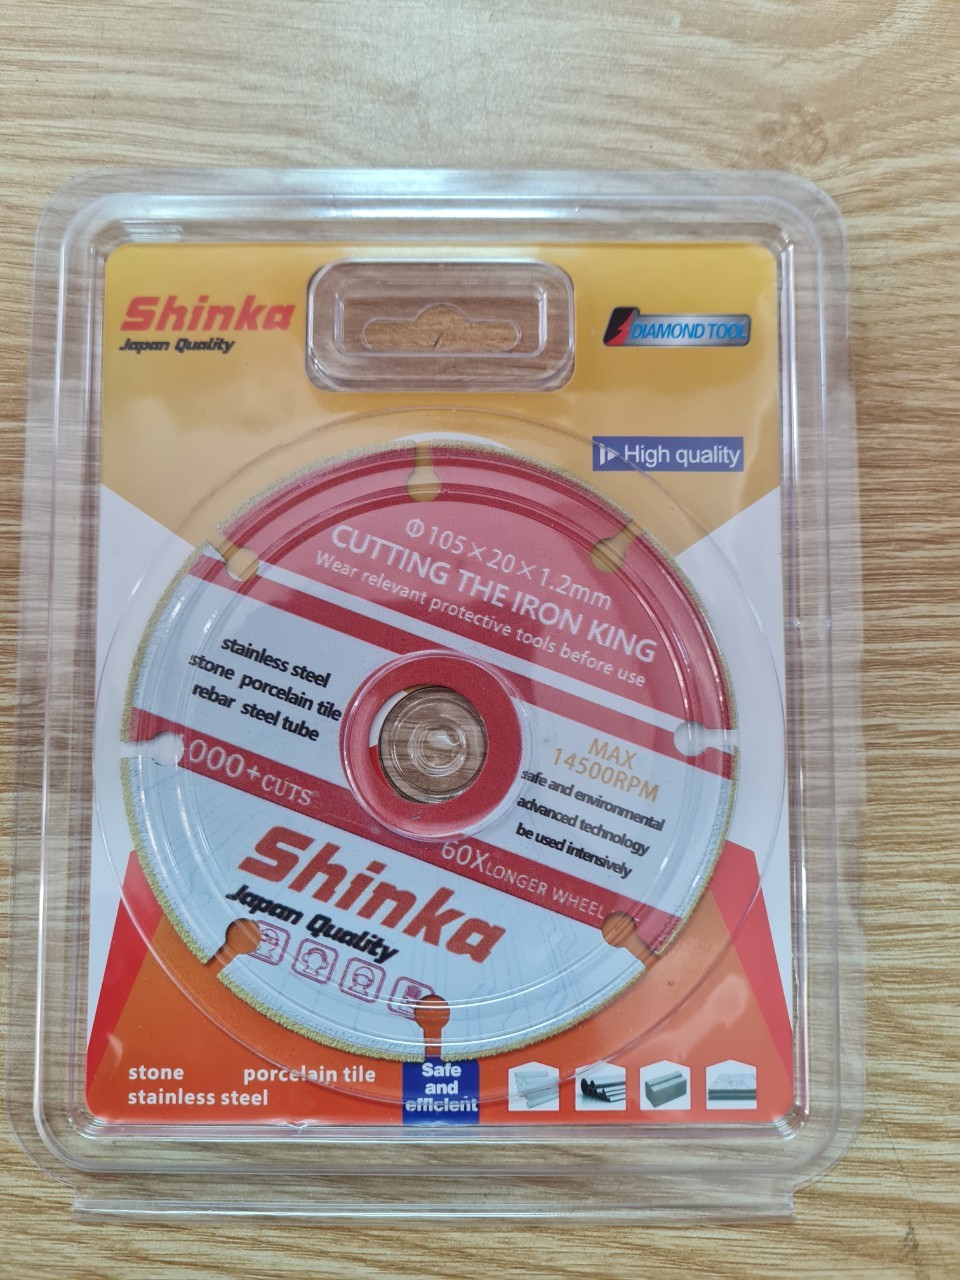 Shinka
Japan Quality
DIAMOND TOOL
High quality
Φ105×20×1.2mm
CUTTING THE IRON KING
Wear relevant protective tools before use
stainless steel
stone porcelain tile
rebar steel tube
MAX
14500RPM
safe and environmental
advanced technology
be used intensively
000+CUTS
60XLONGER WHEEL
Shinka
Japan Quality
stone porcelain tile
stainless steel
Safe
and
efficient